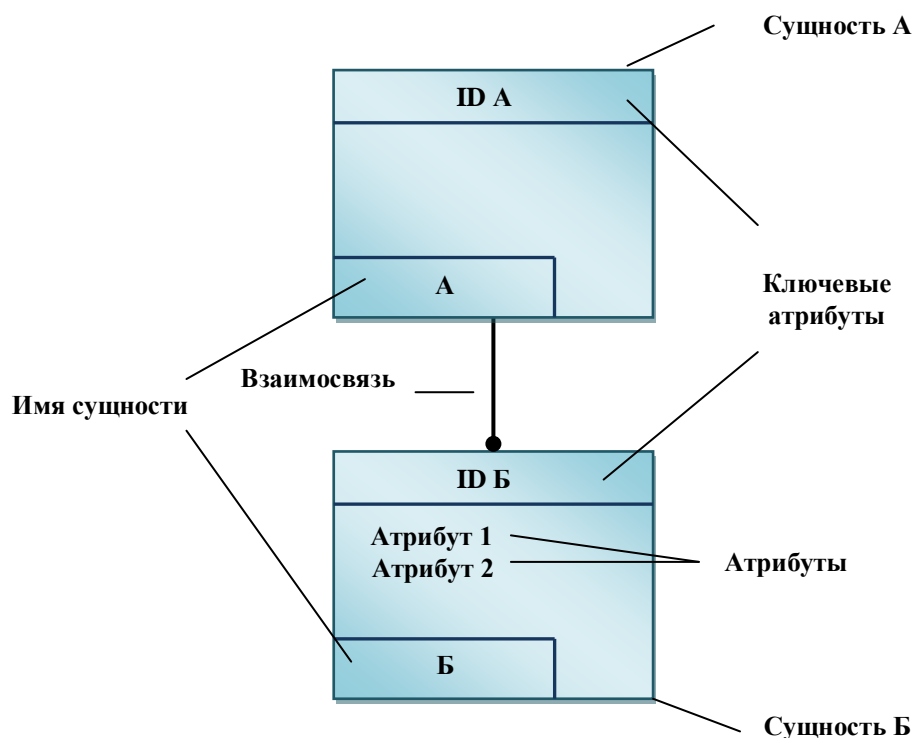 Сущность А
ID А
Ключевые
атрибуты
А
Взаимосвязь
Имя сущности
ID Б
Атрибут 1
Атрибут 2
Атрибуты
Б
Сущность Б